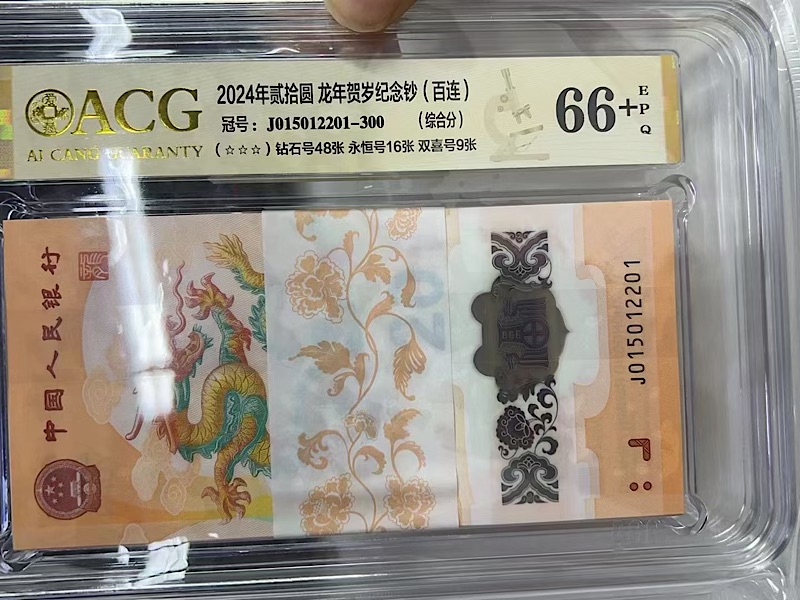 ACG
AI CANG GUARANTY
2024年贰拾圆 龙年贺岁纪念钞（百连）
冠号：J015012201-300 （综合分）
（☆☆☆）钻石号48张 永恒号16张 双喜号9张
66+
EPQ
中国人民银行
J015012201